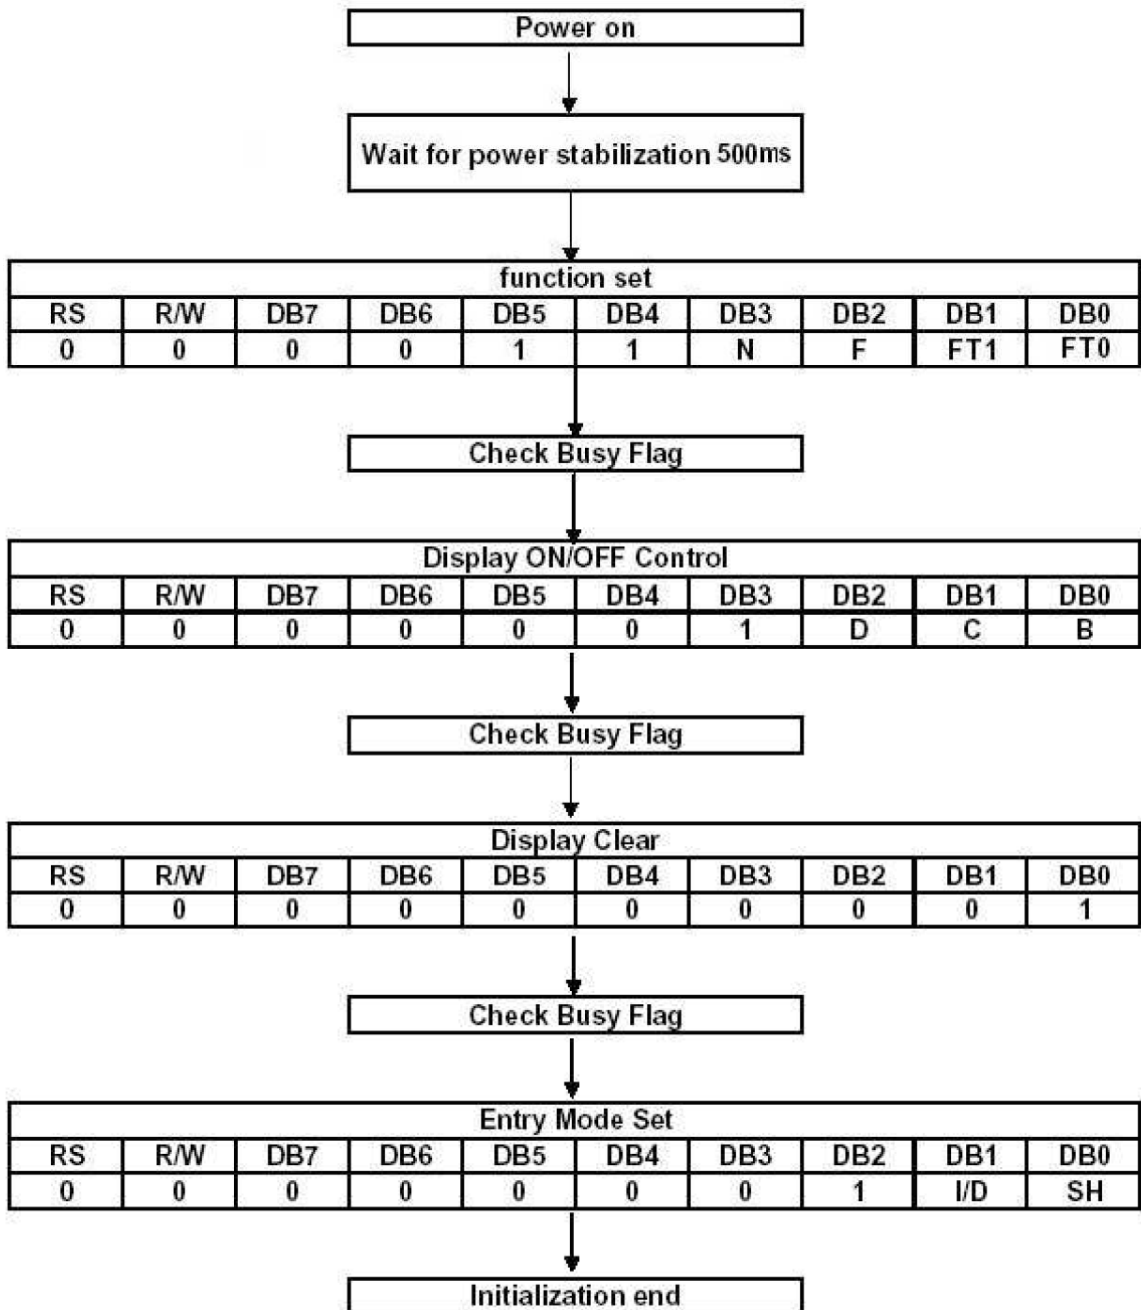 Power on
Wait for power stabilization 500ms
function set
RS R/W DB7 DB6 DB5 DB4 DB3 DB2 DB1 DB0
0 0 0 0 1 1 N F FT1 FT0
Check Busy Flag
Display ON/OFF Control
RS R/W DB7 DB6 DB5 DB4 DB3 DB2 DB1 DB0
0 0 0 0 0 0 1 D C B
Check Busy Flag
Display Clear
RS R/W DB7 DB6 DB5 DB4 DB3 DB2 DB1 DB0
0 0 0 0 0 0 0 0 0 1
Check Busy Flag
Entry Mode Set
RS R/W DB7 DB6 DB5 DB4 DB3 DB2 DB1 DB0
0 0 0 0 0 0 0 1 I/D SH
Initialization end